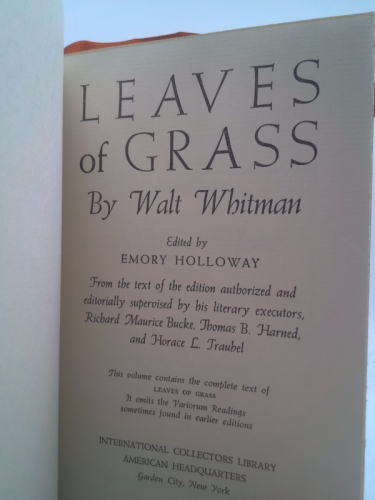 LEAVES
of GRASS
By Walt Whitman
Edited by
EMORY HOLLOWAY
From the text of the edition authorized and
editorially supervised by his literary executors,
Richard Maurice Bucke, Thomas B. Harned,
and Horace L. Traubel
This volume contains the complete text of
LEAVES OF GRASS
It omits the Variorum Readings
sometimes found in earlier editions
INTERNATIONAL COLLECTORS LIBRARY
AMERICAN HEADQUARTERS
Garden City, New York